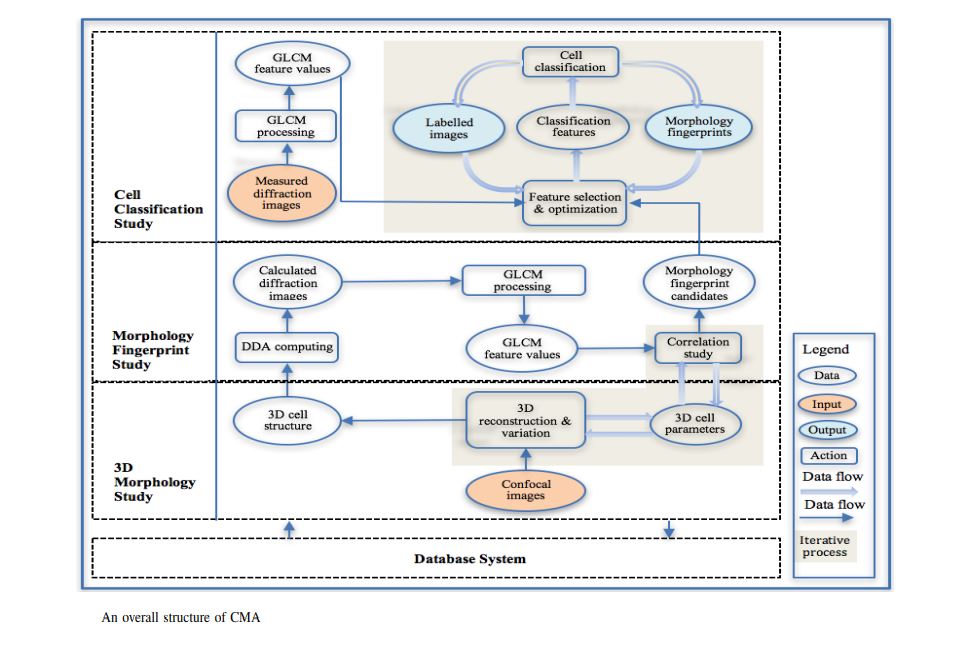 GLCM
feature values
GLCM
processing
Measured
diffraction
images
Cell
Classification
Study
Cell
classification
Labelled
images
Classification
features
Morphology
fingerprints
Feature selection
& optimization
Calculated
diffraction
images
GLCM
processing
Morphology
fingerprint
candidates
Morphology
Fingerprint
Study
DDA computing
GLCM
feature values
Correlation
study
3D cell
structure
3D
reconstruction &
variation
3D cell
parameters
3D
Morphology
Study
Confocal
images
Database System
Legend
Data
Input
Output
Action
Data flow
Data flow
Iterative
process
An overall structure of CMA